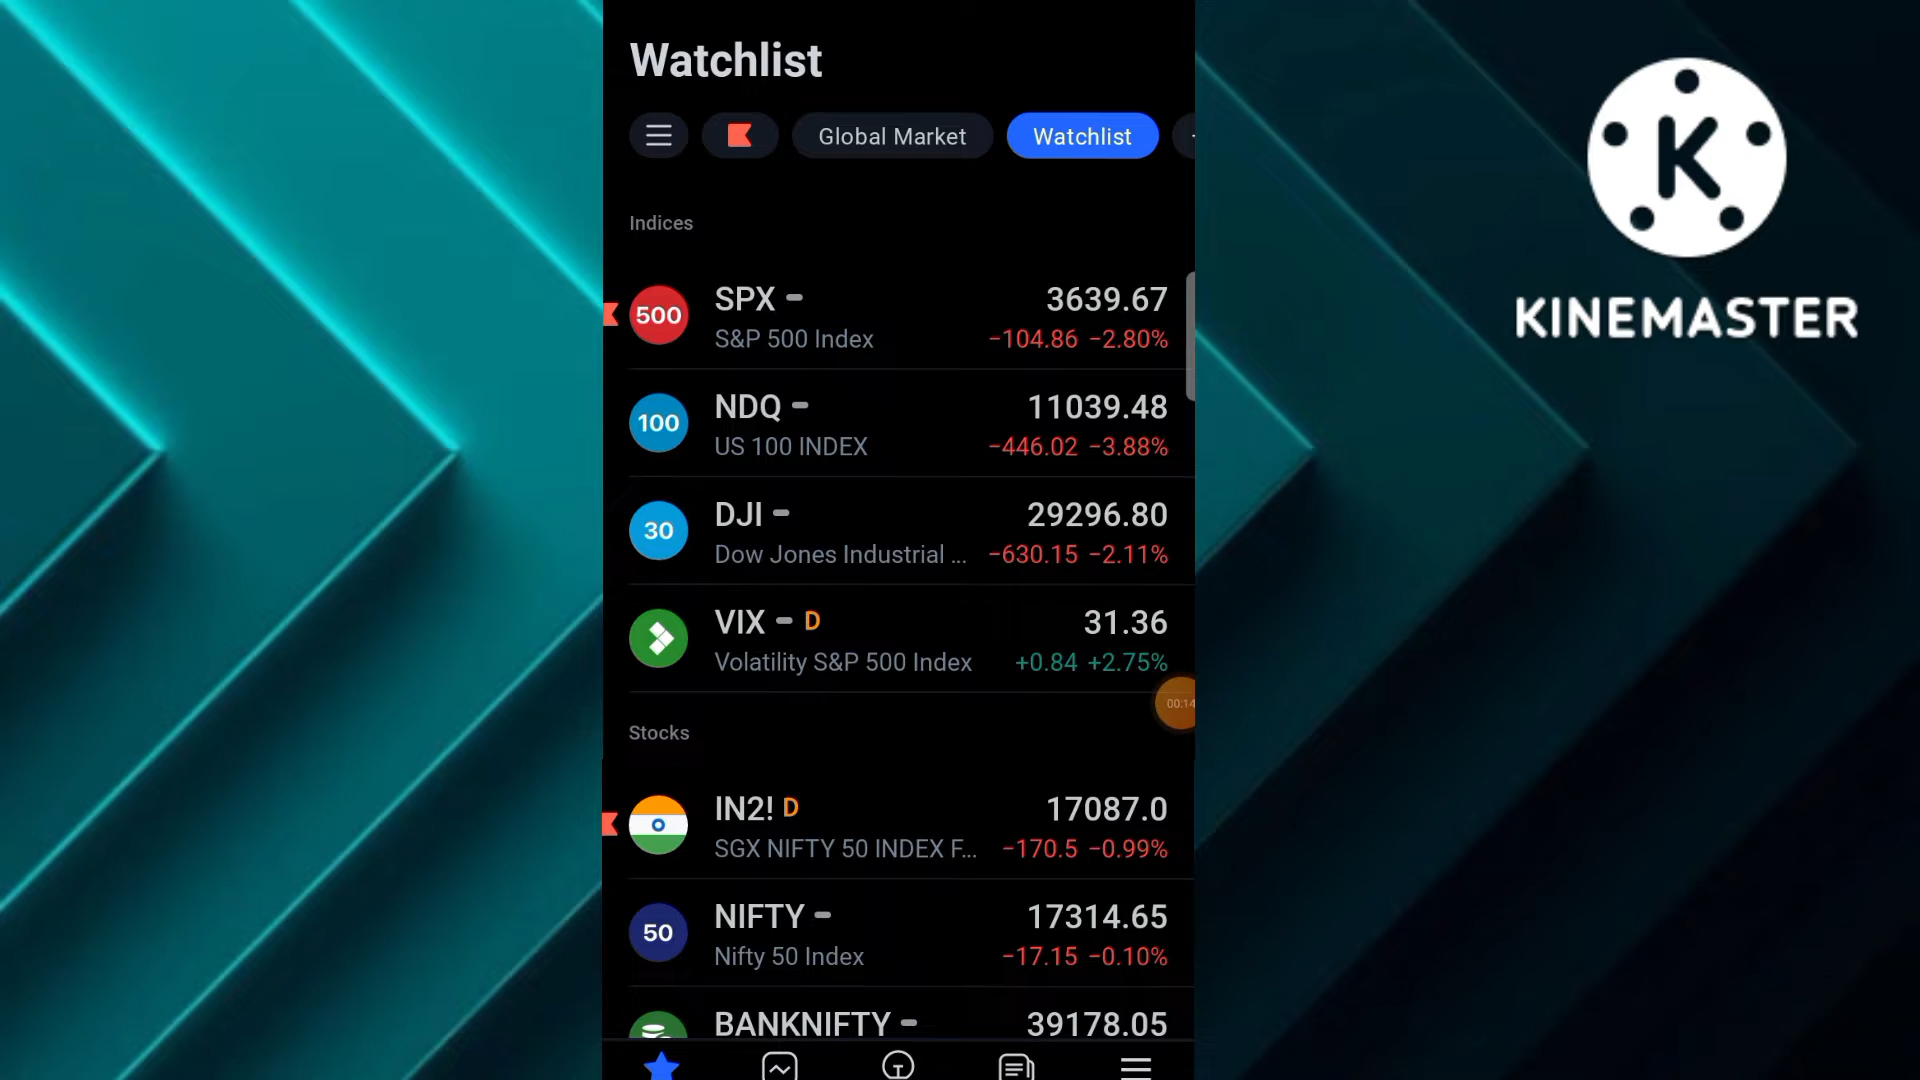 Watchlist
Global Market
Watchlist
Indices
500
SPX
3639.67
S&P 500 Index
−104.86 −2.80%
100
NDQ
11039.48
US 100 INDEX
−446.02 −3.88%
30
DJI
29296.80
Dow Jones Industrial ...
−630.15 −2.11%
VIX D
31.36
Volatility S&P 500 Index
+0.84 +2.75%
00:14
Stocks
IN2! D
17087.0
SGX NIFTY 50 INDEX F...
−170.5 −0.99%
50
NIFTY
17314.65
Nifty 50 Index
−17.15 −0.10%
BANKNIFTY
39178.05
K
KINEMASTER